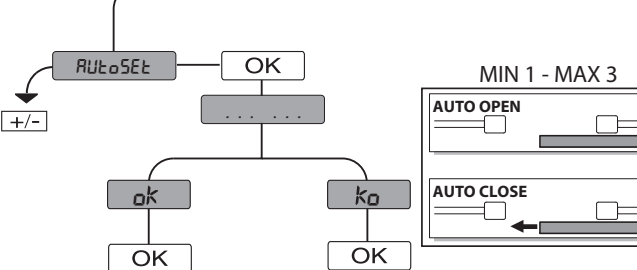 AUtoSEt
OK
+/-
... ...
ok
ko
OK
OK
MIN 1 - MAX 3
AUTO OPEN
AUTO CLOSE